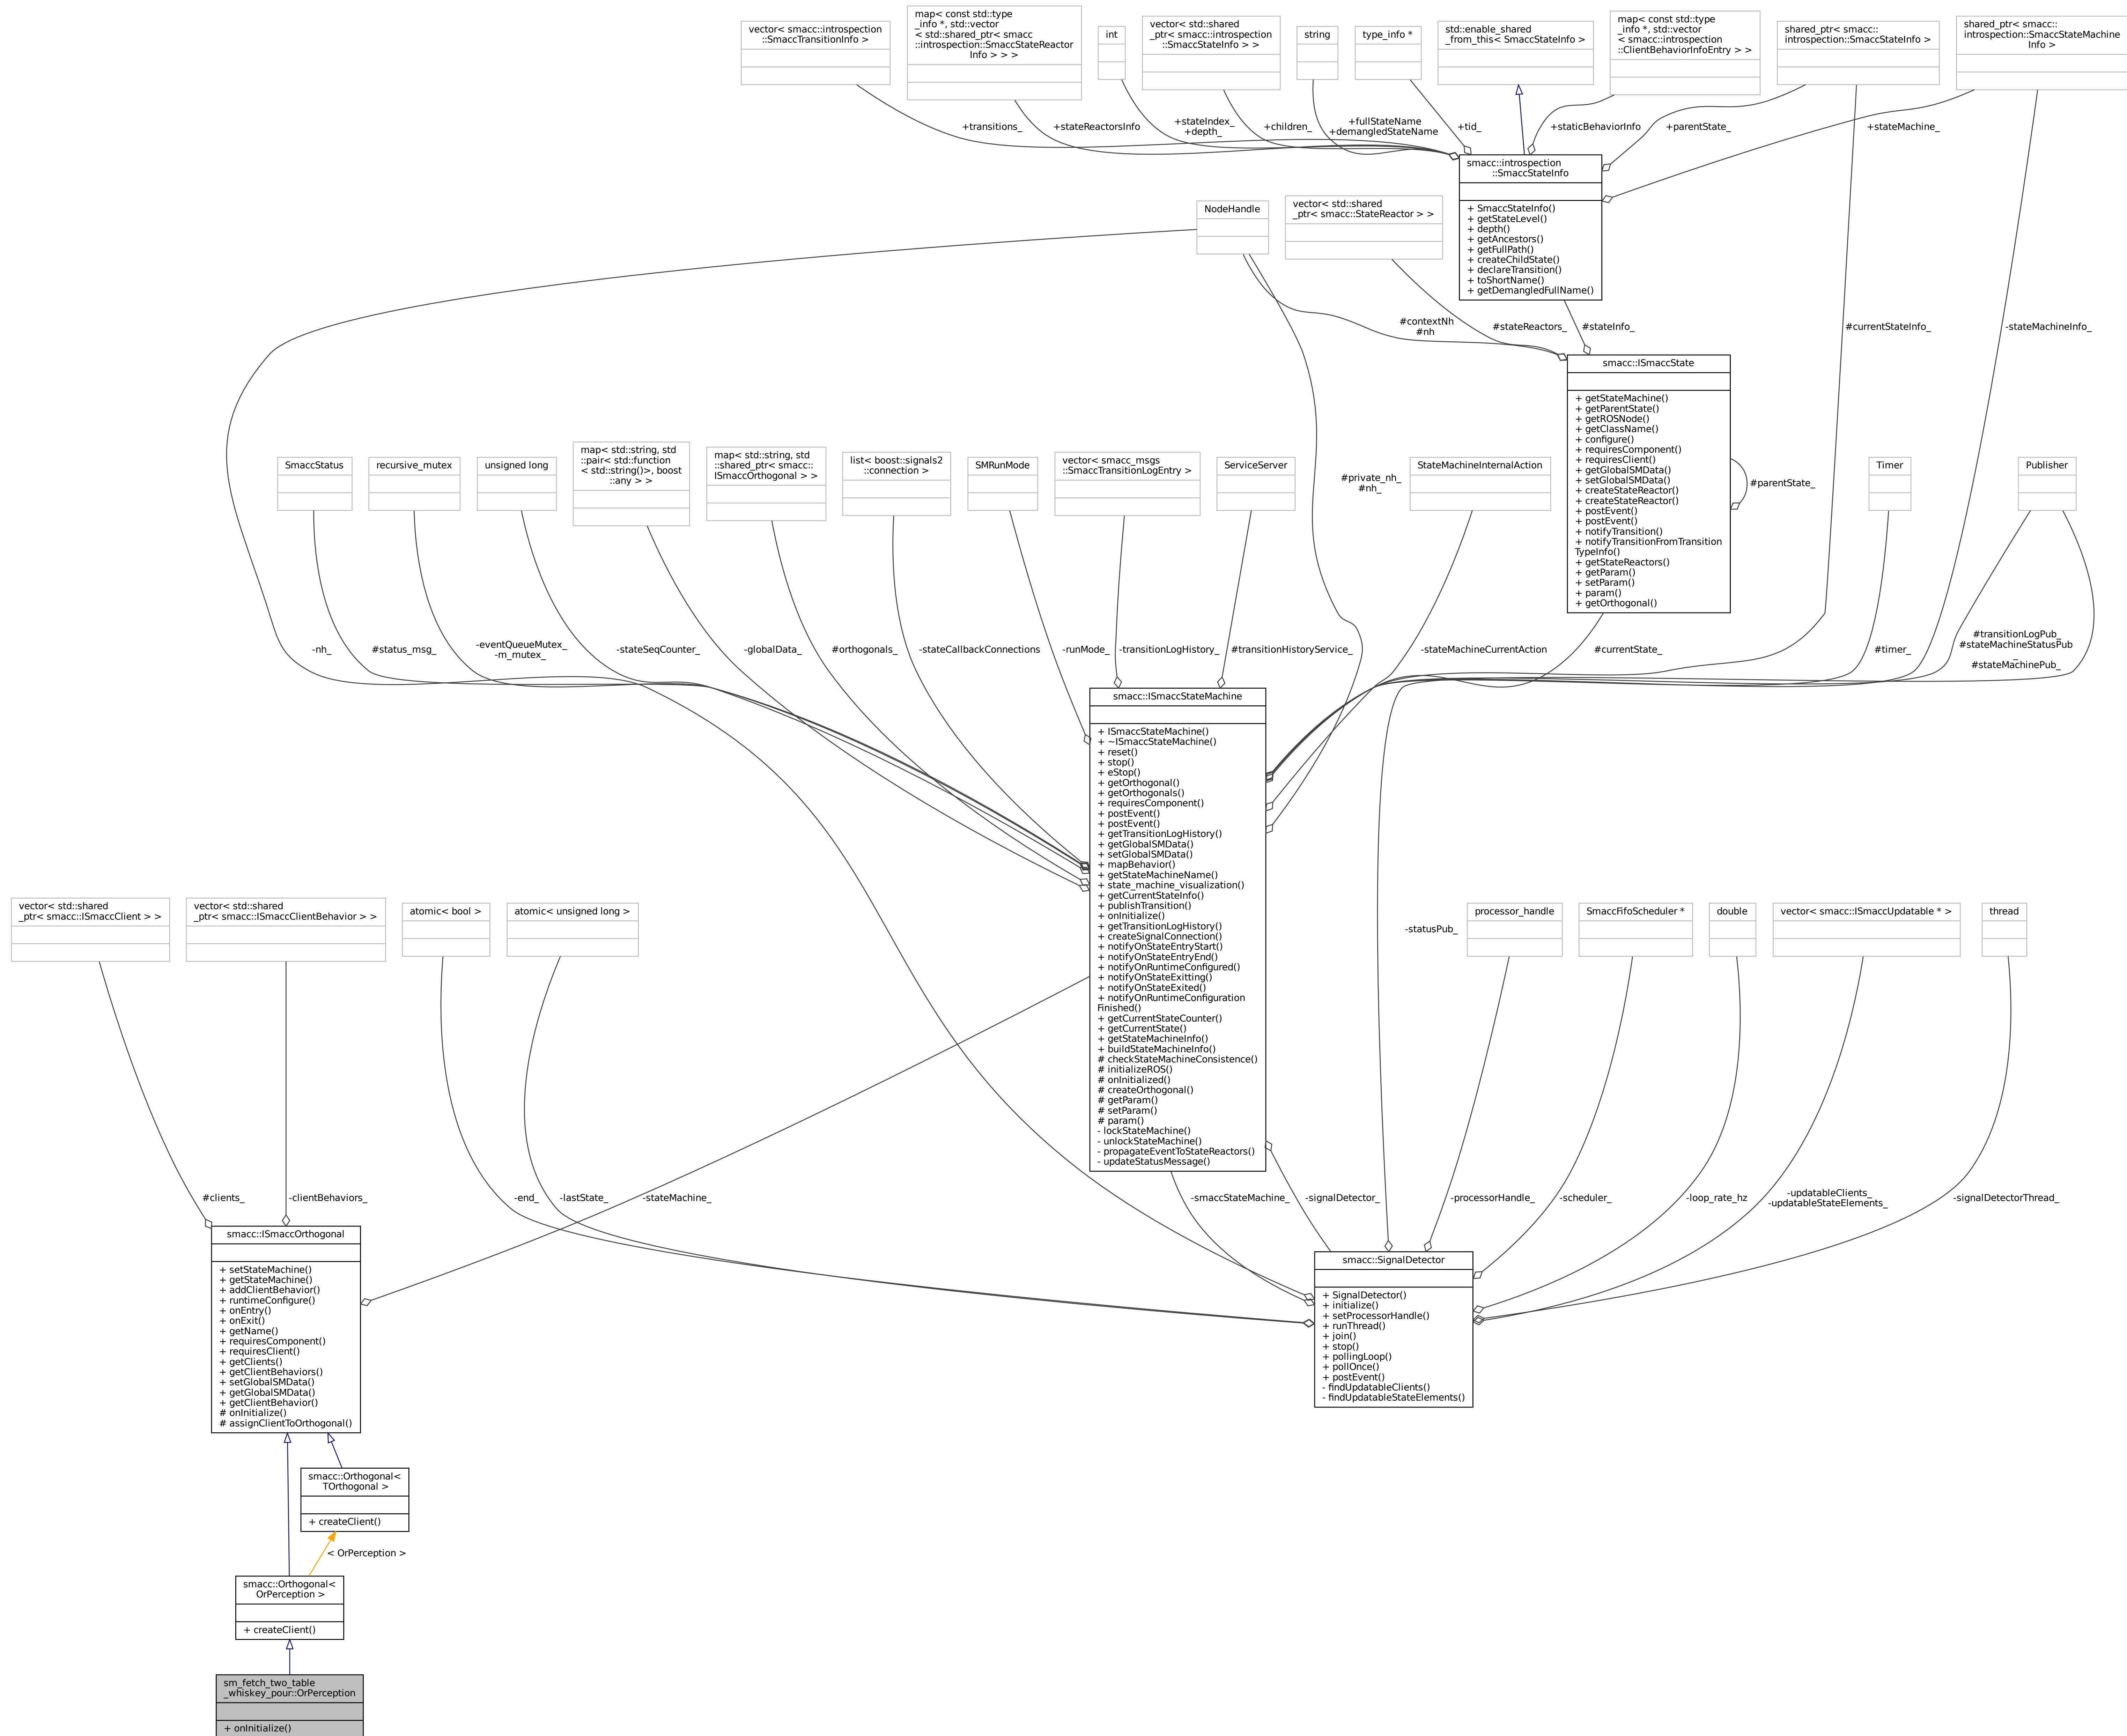 vector< smacc::introspection
::SmaccTransitionInfo >
map< const std::type
_info *, std::vector
< std::shared_ptr< smacc
::introspection::SmaccStateReactor
Info > > >
int
vector< std::shared
_ptr< smacc::introspection
::SmaccStateInfo > >
string
type_info *
std::enable_shared
_from_this< SmaccStateInfo >
map< const std::type
_info *, std::vector
< smacc::introspection
::ClientBehaviorInfoEntry > >
shared_ptr< smacc::
introspection::SmaccStateInfo >
shared_ptr< smacc::
introspection::SmaccStateMachine
Info >
+transitions_
+stateReactorsInfo
+stateIndex_
+depth_
+children_
+fullStateName
+demangledStateName
+tid_
+staticBehaviorInfo
+parentState_
+stateMachine_
smacc::introspection
::SmaccStateInfo
+ SmaccStateInfo()
+ getStateLevel()
+ depth()
+ getAncestors()
+ getFullPath()
+ createChildState()
+ declareTransition()
+ toShortName()
+ getDemangledFullName()
NodeHandle
vector< std::shared
_ptr< smacc::StateReactor > >
#contextNh
#nh
#stateReactors_
#stateInfo_
#currentStateInfo_
-stateMachineInfo_
smacc::ISmaccState
+ getStateMachine()
+ getParentState()
+ getROSNode()
+ getClassName()
+ configure()
+ requiresComponent()
+ requiresClient()
+ getGlobalSMData()
+ setGlobalSMData()
+ createStateReactor()
+ createStateReactor()
+ postEvent()
+ postEvent()
+ notifyTransition()
+ notifyTransitionFromTransition
TypeInfo()
+ getStateReactors()
+ getParam()
+ setParam()
+ param()
+ getOrthogonal()
#parentState_
SmaccStatus
recursive_mutex
unsigned long
map< std::string, std
::pair< std::function
< std::string()>, boost
::any > >
map< std::string, std
::shared_ptr< smacc::
ISmaccOrthogonal > >
list< boost::signals2
::connection >
SMRunMode
vector< smacc_msgs
::SmaccTransitionLogEntry >
ServiceServer
#private_nh_
#nh_
StateMachineInternalAction
Timer
Publisher
-nh_
#status_msg_
-eventQueueMutex_
-m_mutex_
-stateSeqCounter_
-globalData_
#orthogonals_
-stateCallbackConnections
-runMode_
-transitionLogHistory_
#transitionHistoryService_
-stateMachineCurrentAction
#currentState_
#timer_
#transitionLogPub_
#stateMachineStatusPub
_
#stateMachinePub_
smacc::ISmaccStateMachine
+ ISmaccStateMachine()
+ ~ISmaccStateMachine()
+ reset()
+ stop()
+ eStop()
+ getOrthogonal()
+ getOrthogonals()
+ requiresComponent()
+ postEvent()
+ postEvent()
+ getTransitionLogHistory()
+ getGlobalSMData()
+ setGlobalSMData()
+ mapBehavior()
+ getStateMachineName()
+ state_machine_visualization()
+ getCurrentStateInfo()
+ publishTransition()
+ onInitialize()
+ getTransitionLogHistory()
+ createSignalConnection()
+ notifyOnStateEntryStart()
+ notifyOnStateEntryEnd()
+ notifyOnRuntimeConfigured()
+ notifyOnStateExitting()
+ notifyOnStateExited()
+ notifyOnRuntimeConfiguration
Finished()
+ getCurrentStateCounter()
+ getCurrentState()
+ getStateMachineInfo()
+ buildStateMachineInfo()
# checkStateMachineConsistence()
# initializeROS()
# onInitialized()
# createOrthogonal()
# getParam()
# setParam()
# param()
- lockStateMachine()
- unlockStateMachine()
- propagateEventToStateReactors()
- updateStatusMessage()
vector< std::shared
_ptr< smacc::ISmaccClient > >
vector< std::shared
_ptr< smacc::ISmaccClientBehavior > >
atomic< bool >
atomic< unsigned long >
-statusPub_
processor_handle
SmaccFifoScheduler *
double
vector< smacc::ISmaccUpdatable * >
thread
#clients_
-clientBehaviors_
-end_
-lastState_
-stateMachine_
-smaccStateMachine_
-signalDetector_
-processorHandle_
-scheduler_
-loop_rate_hz
-updatableClients_
-updatableStateElements_
-signalDetectorThread_
smacc::ISmaccOrthogonal
+ setStateMachine()
+ getStateMachine()
+ addClientBehavior()
+ runtimeConfigure()
+ onEntry()
+ onExit()
+ getName()
+ requiresComponent()
+ requiresClient()
+ getClients()
+ getClientBehaviors()
+ setGlobalSMData()
+ getGlobalSMData()
+ getClientBehavior()
# onInitialize()
# assignClientToOrthogonal()
smacc::SignalDetector
+ SignalDetector()
+ initialize()
+ setProcessorHandle()
+ runThread()
+ join()
+ stop()
+ pollingLoop()
+ pollOnce()
+ postEvent()
- findUpdatableClients()
- findUpdatableStateElements()
smacc::Orthogonal<
TOrthogonal >
+ createClient()
< OrPerception >
smacc::Orthogonal<
OrPerception >
+ createClient()
sm_fetch_two_table
_whiskey_pour::OrPerception
+ onInitialize()